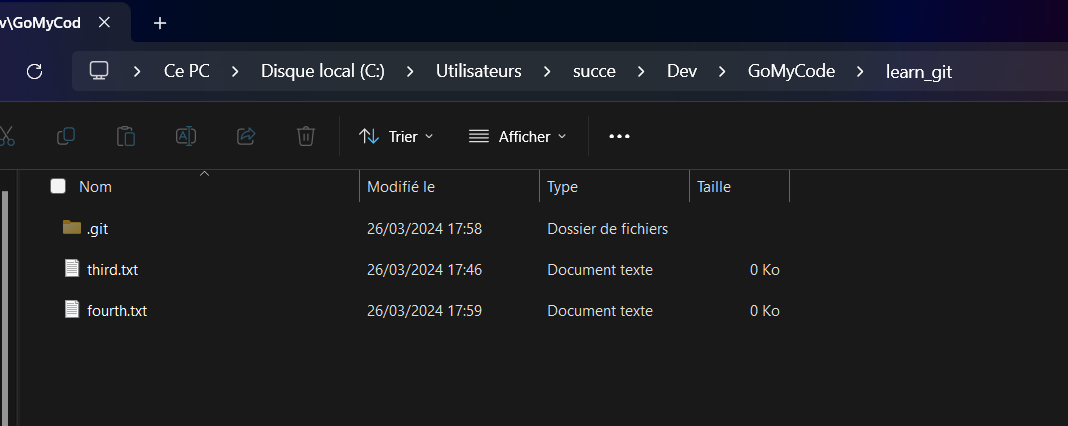 v\GoMyCod
Ce PC Disque local (C:) Utilisateurs succe Dev GoMyCode learn_git
Trier Afficher
Nom Modifié le Type Taille
.git 26/03/2024 17:58 Dossier de fichiers
third.txt 26/03/2024 17:46 Document texte 0 Ko
fourth.txt 26/03/2024 17:59 Document texte 0 Ko